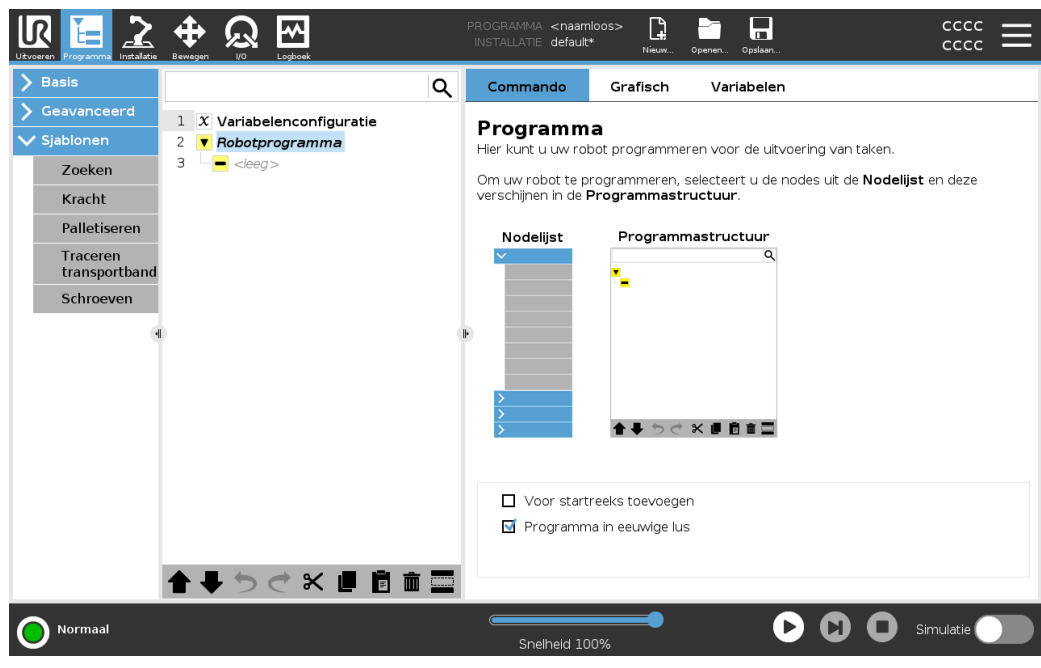 PROGRAMMA <naamloos>
INSTALLATIE default*
Uitvoeren
Programma
Installatie
Bewegen
I/O
Logboek
Nieuw...
Openen...
Opslaan...
CCCC
CCCC
Basis
Geavanceerd
Sjablonen
Zoeken
Kracht
Palletiseren
Traceren
transportband
Schroeven
1 X Variabelenconfiguratie
2 Robotprogramma
3 <leeg>
Commando
Grafisch
Variabelen
Programma
Hier kunt u uw robot programmeren voor de uitvoering van taken.
Om uw robot te programmeren, selecteert u de nodes uit de Nodelijst en deze
verschijnen in de Programmastructuur.
Nodelijst
Programmastructuur
Voor startreeks toevoegen
Programma in eeuwige lus
Normaal
Snelheid 100%
Simulatie